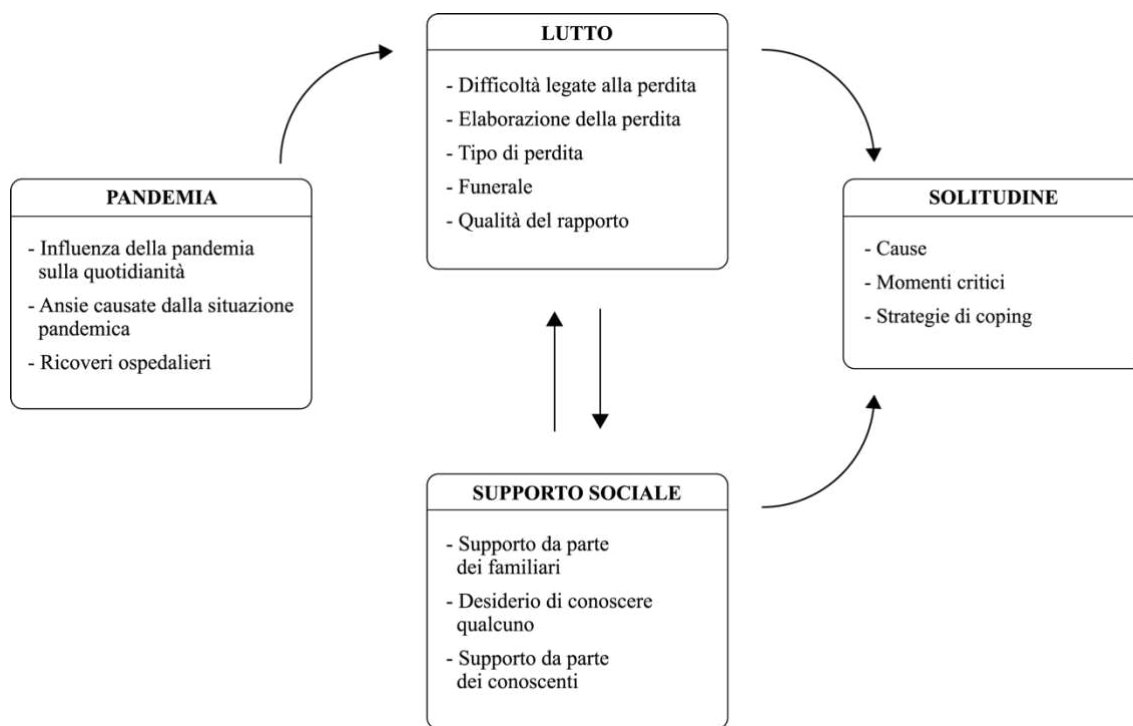 LUTTO
- Difficoltà legate alla perdita
- Elaborazione della perdita
- Tipo di perdita
- Funerale
- Qualità del rapporto
PANDEMIA
- Influenza della pandemia
sulla quotidianità
- Ansie causate dalla situazione
pandemica
- Ricoveri ospedalieri
SOLITUDINE
- Cause
- Momenti critici
- Strategie di coping
SUPPORTO SOCIALE
- Supporto da parte
dei familiari
- Desiderio di conoscere
qualcuno
- Supporto da parte
dei conoscenti